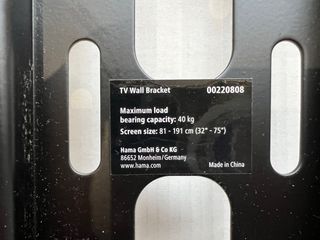 TV Wall Bracket 00220808
Maximum load
bearing capacity: 40 kg
Screen size: 81 - 191 cm (32" - 75")
Hama GmbH & Co KG
86652 Monheim/Germany
www.hama.com Made in China